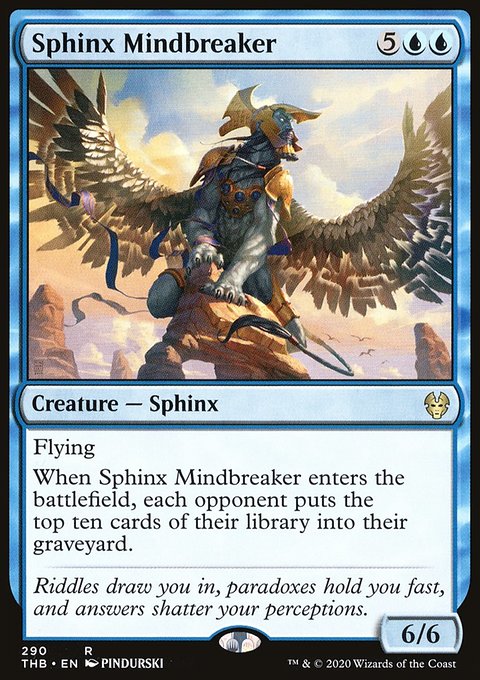 Sphinx Mindbreaker 5
Creature — Sphinx
Flying
When Sphinx Mindbreaker enters the
battlefield, each opponent puts the
top ten cards of their library into their
graveyard.
Riddles draw you in, paradoxes hold you fast,
and answers shatter your perceptions.
6/6
290 R
THB • EN PINDURSKI
™ & © 2020 Wizards of the Coast